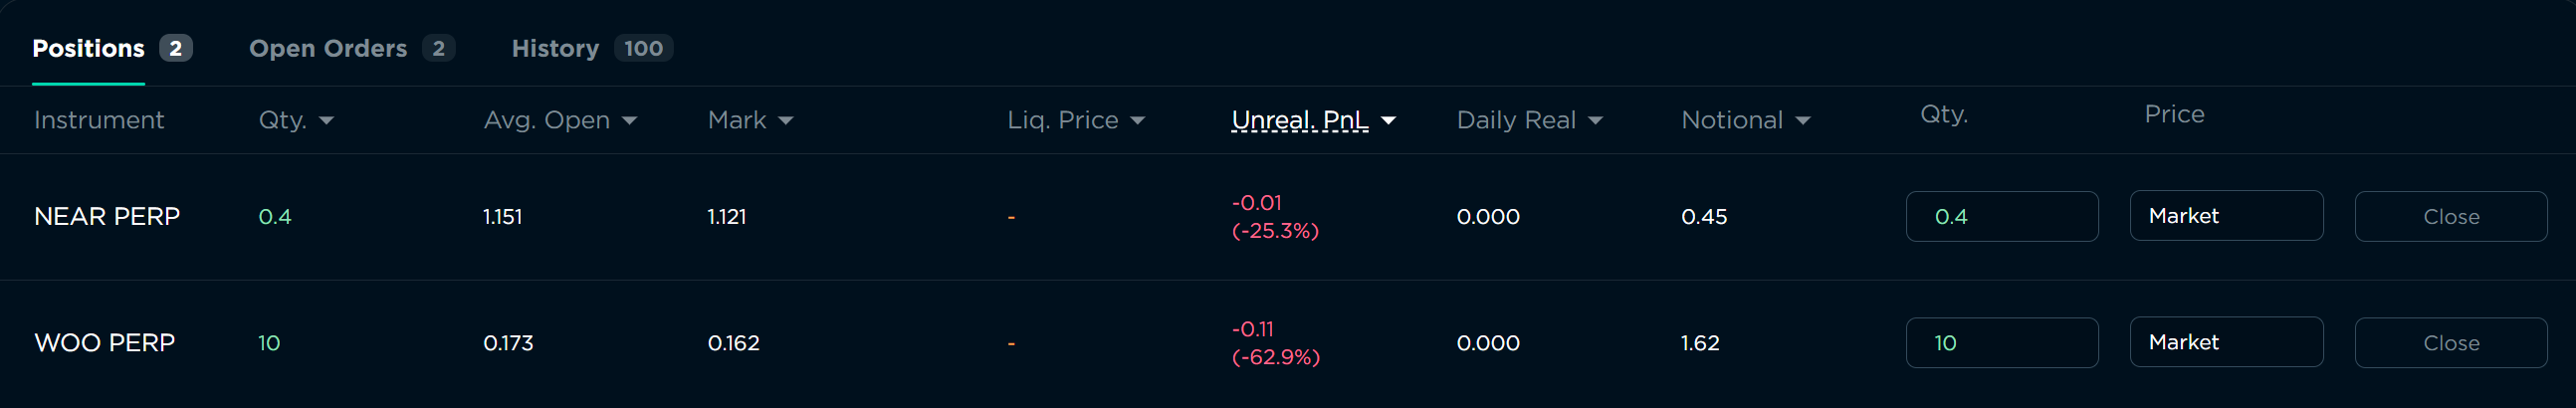 Positions 2 Open Orders 2 History 100
Instrument Qty. Avg. Open Mark Liq. Price Unreal. PnL Daily Real Notional Qty. Price
NEAR PERP 0.4 1.151 1.121 - -0.01 (-25.3%) 0.000 0.45 0.4 Market Close
WOO PERP 10 0.173 0.162 - -0.11 (-62.9%) 0.000 1.62 10 Market Close